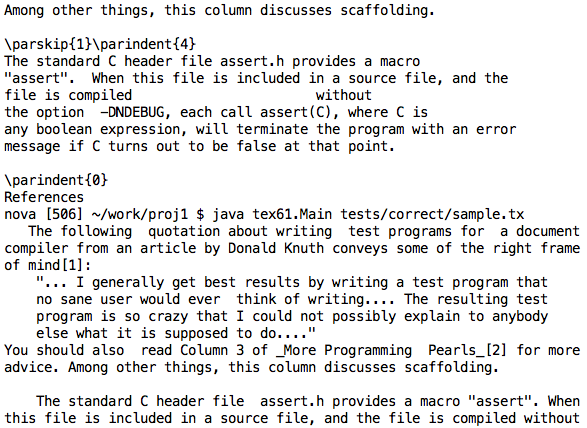 Among other things, this column discusses scaffolding.
\parskip{1}\parindent{4}
The standard C header file assert.h provides a macro
"assert".  When this file is included in a source file, and the
file is compiled                       without
the option  -DNDEBUG, each call assert(C), where C is
any boolean expression, will terminate the program with an error
message if C turns out to be false at that point.
\parindent{0}
References
nova [506] ~/work/proj1 $ java tex61.Main tests/correct/sample.tx
   The following  quotation about writing  test programs for  a document
compiler from an article by Donald Knuth conveys some of the right frame
of mind[1]:
    "... I generally get best results by writing a test program that
    no sane user would ever  think of writing.... The resulting test
    program is so crazy that I could not possibly explain to anybody
    else what it is supposed to do...."
You should also  read Column 3 of _More Programming  Pearls_[2] for more
advice. Among other things, this column discusses scaffolding.
    The standard C header file  assert.h provides a macro "assert". When
this file is included in a source file, and the file is compiled without